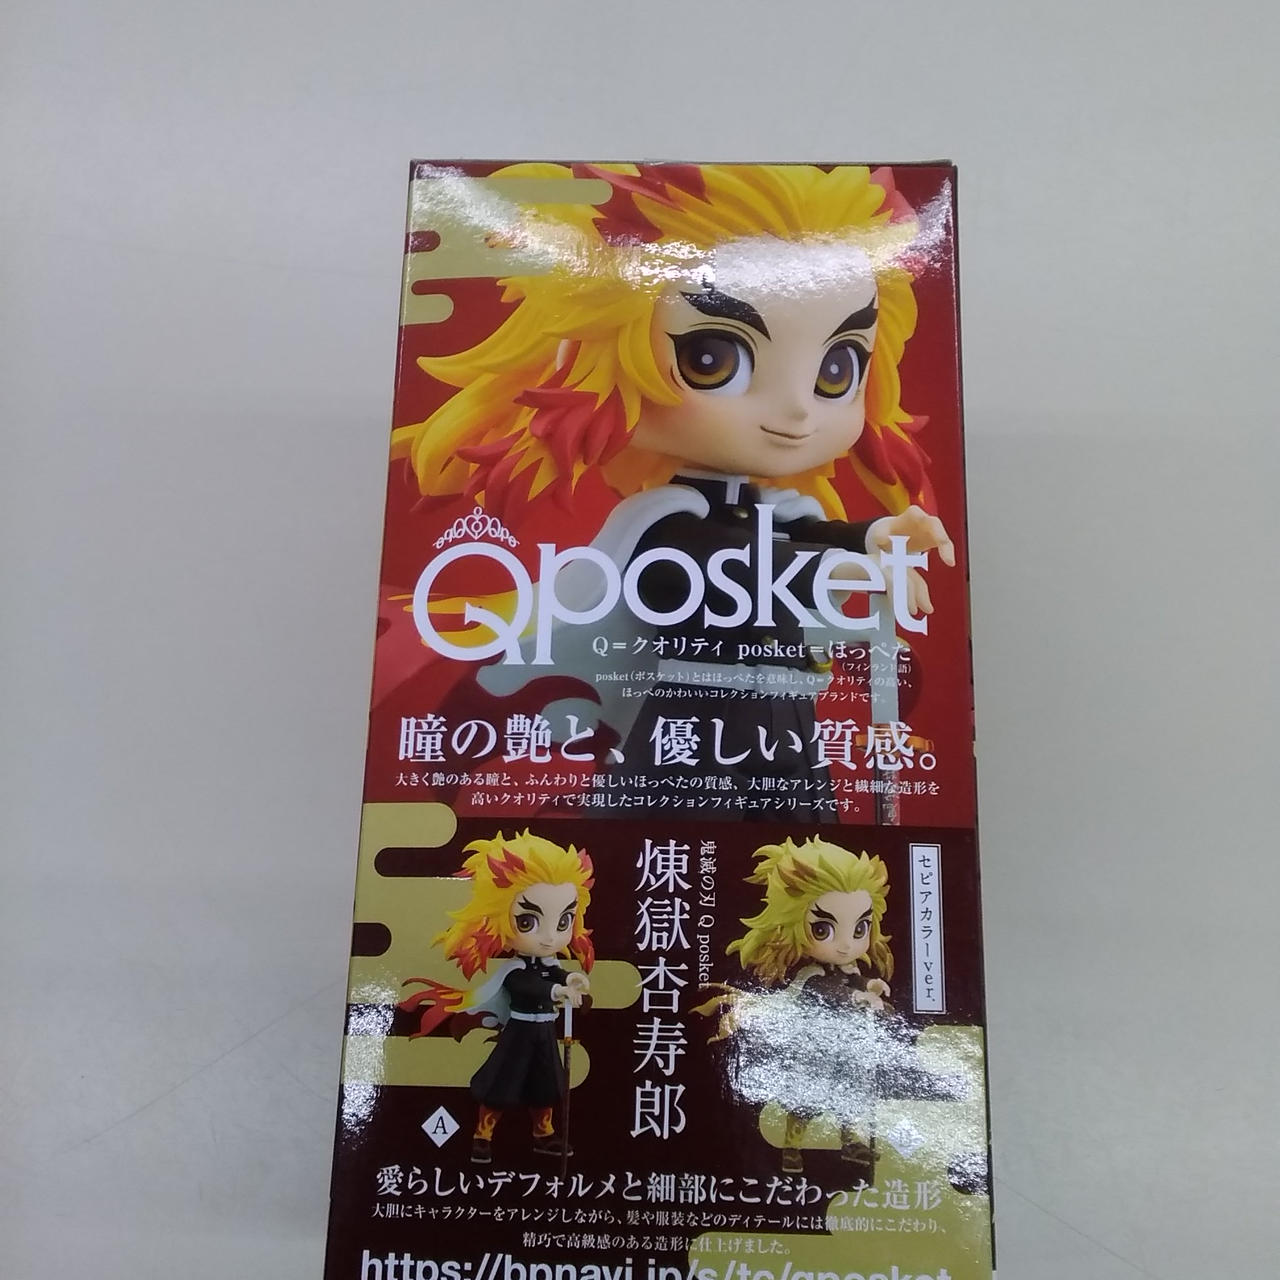 Qposket
Q=クオリティ posket=ほっぺた
(フィンランド語)
posket(ポスケット)とはほっぺたを意味し、Q=クオリティの高い、
ほっぺのかわいいコレクションフィギュアブランドです。
瞳の艶と、優しい質感。
大きく艶のある瞳と、ふんわりと優しいほっぺたの質感、大胆なアレンジと繊細な造形を
高いクオリティで実現したコレクションフィギュアシリーズです。
鬼滅の刃 Q posket
煉獄杏寿郎
セピアカラーver.
A
愛らしいデフォルメと細部にこだわった造形
大胆にキャラクターをアレンジしながら、髪や服装などのディテールには徹底的にこだわり、
精巧で高級感のある造形に仕上げました。
https://bpnavi.jp/s/te/qposket